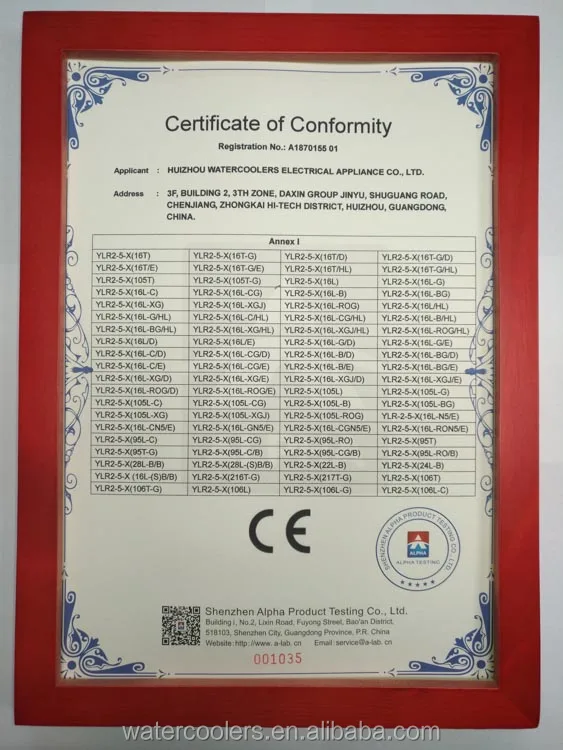 Certificate of Conformity
Registration No.: A1870155 01
Applicant : HUIZHOU WATERCOOLERS ELECTRICAL APPLIANCE CO., LTD.
Address : 3F, BUILDING 2, 3TH ZONE, DAXIN GROUP JINYU, SHUGUANG ROAD,
CHENJIANG, ZHONGKAI HI-TECH DISTRICT, HUIZHOU, GUANGDONG,
CHINA.
Annex I
YLR2-5-X(16T) YLR2-5-X(16T-G) YLR2-5-X(16T/D) YLR2-5-X(16T-G/D)
YLR2-5-X(16T/E) YLR2-5-X(16T-G/E) YLR2-5-X(16T/HL) YLR2-5-X(16T-G/HL)
YLR2-5-X(105T) YLR2-5-X(105T-G) YLR2-5-X(16L) YLR2-5-X(16L-G)
YLR2-5-X(16L-C) YLR2-5-X(16L-CG) YLR2-5-X(16L-B) YLR2-5-X(16L-BG)
YLR2-5-X(16L-XG) YLR2-5-X(16L-XGJ) YLR2-5-X(16L-ROG) YLR2-5-X(16L/HL)
YLR2-5-X(16L-G/HL) YLR2-5-X(16L-C/HL) YLR2-5-X(16L-CG/HL) YLR2-5-X(16L-B/HL)
YLR2-5-X(16L-BG/HL) YLR2-5-X(16L-XG/HL) YLR2-5-X(16L-XGJ/HL) YLR2-5-X(16L-ROG/HL)
YLR2-5-X(16L/D) YLR2-5-X(16L/E) YLR2-5-X(16L-G/D) YLR2-5-X(16L-G/E)
YLR2-5-X(16L-C/D) YLR2-5-X(16L-CG/D) YLR2-5-X(16L-B/D) YLR2-5-X(16L-BG/D)
YLR2-5-X(16L-C/E) YLR2-5-X(16L-CG/E) YLR2-5-X(16L-B/E) YLR2-5-X(16L-BG/E)
YLR2-5-X(16L-XG/D) YLR2-5-X(16L-XG/E) YLR2-5-X(16L-XGJ/D) YLR2-5-X(16L-XGJ/E)
YLR2-5-X(16L-ROG/D) YLR2-5-X(16L-ROG/E) YLR2-5-X(105L) YLR2-5-X(105L-G)
YLR2-5-X(105L-C) YLR2-5-X(105L-CG) YLR2-5-X(105L-B) YLR2-5-X(105L-BG)
YLR2-5-X(105L-XG) YLR2-5-X(105L-XGJ) YLR2-5-X(105L-ROG) YLR-2-5-X(16L-N5/E)
YLR2-5-X(16L-CN5/E) YLR2-5-X(16L-GN5/E) YLR2-5-X(16L-CGN5/E) YLR2-5-X(16L-RON5/E)
YLR2-5-X(95L-C) YLR2-5-X(95L-CG) YLR2-5-X(95L-RO) YLR2-5-X(95T)
YLR2-5-X(95T-G) YLR2-5-X(95L-C/B) YLR2-5-X(95L-CG/B) YLR2-5-X(95L-RO/B)
YLR2-5-X(28L-B/B) YLR2-5-X(28L-(S)B/B) YLR2-5-X(22L-B) YLR2-5-X(24L-B)
YLR2-5-X (16L-(S)B/B) YLR2-5-X(216T-G) YLR2-5-X(217T-G) YLR2-5-X(106T)
YLR2-5-X(106T-G) YLR2-5-X(106L) YLR2-5-X(106L-G) YLR2-5-X(106L-C)
CE
SHENZHEN ALPHA PRODUCT TESTING CO., LTD.
ALPHA
ALPHA TESTING
Shenzhen Alpha Product Testing Co., Ltd.
Building i, No.2, Lixin Road, Fuyong Street, Bao'an District,
518103, Shenzhen City, Guangdong Province, P.R. China
Website:http: //www. a-lab. cn Email:service@a-lab. cn
001035
watercoolers.en.alibaba.com